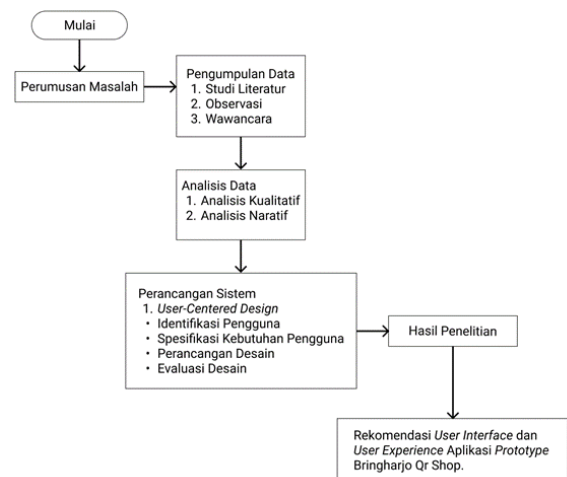 Mulai
Perumusan Masalah
Pengumpulan Data
1. Studi Literatur
2. Observasi
3. Wawancara
Analisis Data
1. Analisis Kualitatif
2. Analisis Naratif
Perancangan Sistem
1. User-Centered Design
• Identifikasi Pengguna
• Spesifikasi Kebutuhan Pengguna
• Perancangan Desain
• Evaluasi Desain
Hasil Penelitian
Rekomendasi User Interface dan
User Experience Aplikasi Prototype
Bringharjo Qr Shop.